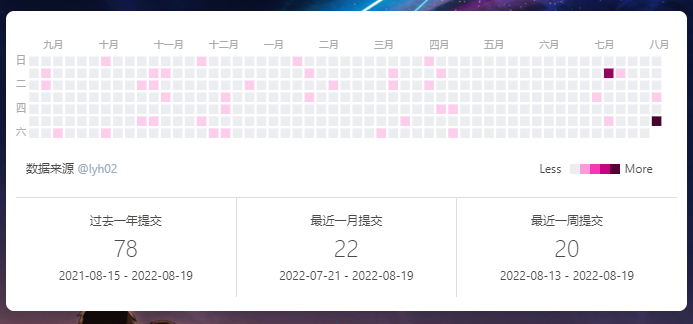 九月 十月 十一月 十二月 一月 二月 三月 四月 五月 六月 七月 八月
日
二
四
六
数据来源 @lyh02 Less More
过去一年提交 最近一月提交 最近一周提交
78 22 20
2021-08-15 - 2022-08-19 2022-07-21 - 2022-08-19 2022-08-13 - 2022-08-19